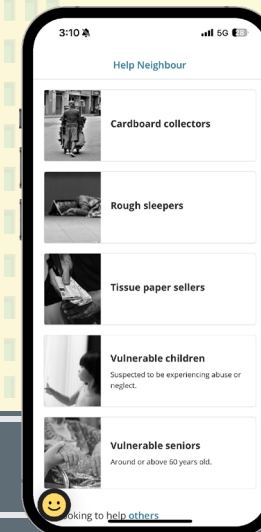 3:10
5G
Help Neighbour
Cardboard collectors
Rough sleepers
Tissue paper sellers
Vulnerable children
Suspected to be experiencing abuse or
neglect.
Vulnerable seniors
Around or above 60 years old.
to help others